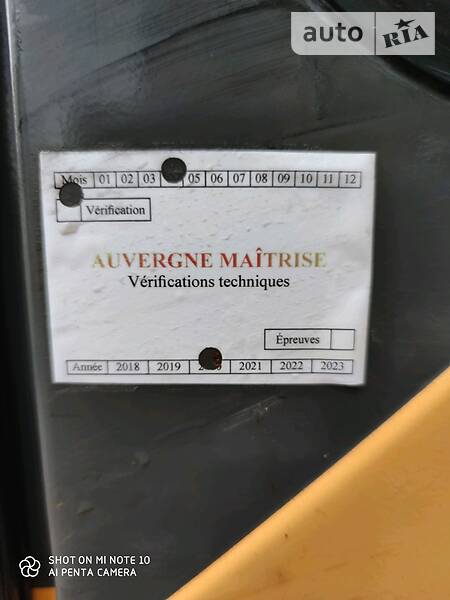 auto RIA
Mois 01 02 03 05 06 07 08 09 10 11 12
Vérification
AUVERGNE MAÎTRISE
Vérifications techniques
Épreuves
Année 2018 2019 2021 2022 2023
SHOT ON MI NOTE 10
AI PENTA CAMERA